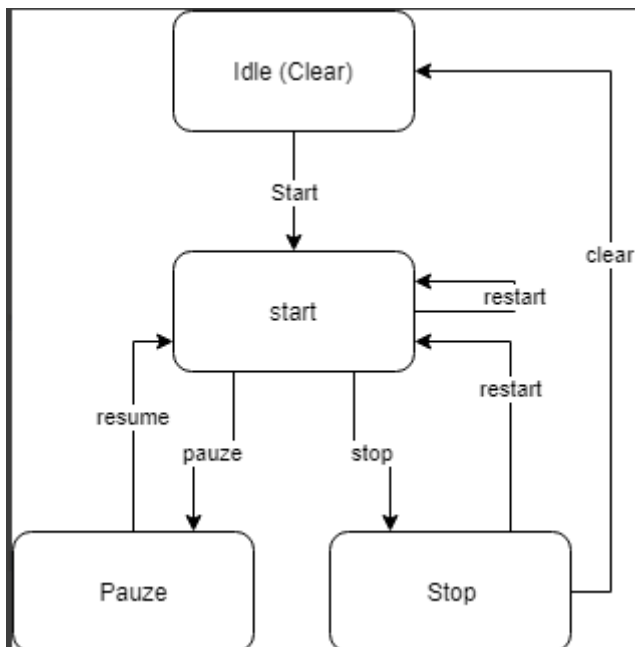 Idle (Clear)
Start
clear
start
restart
resume
restart
pauze
stop
Pauze
Stop